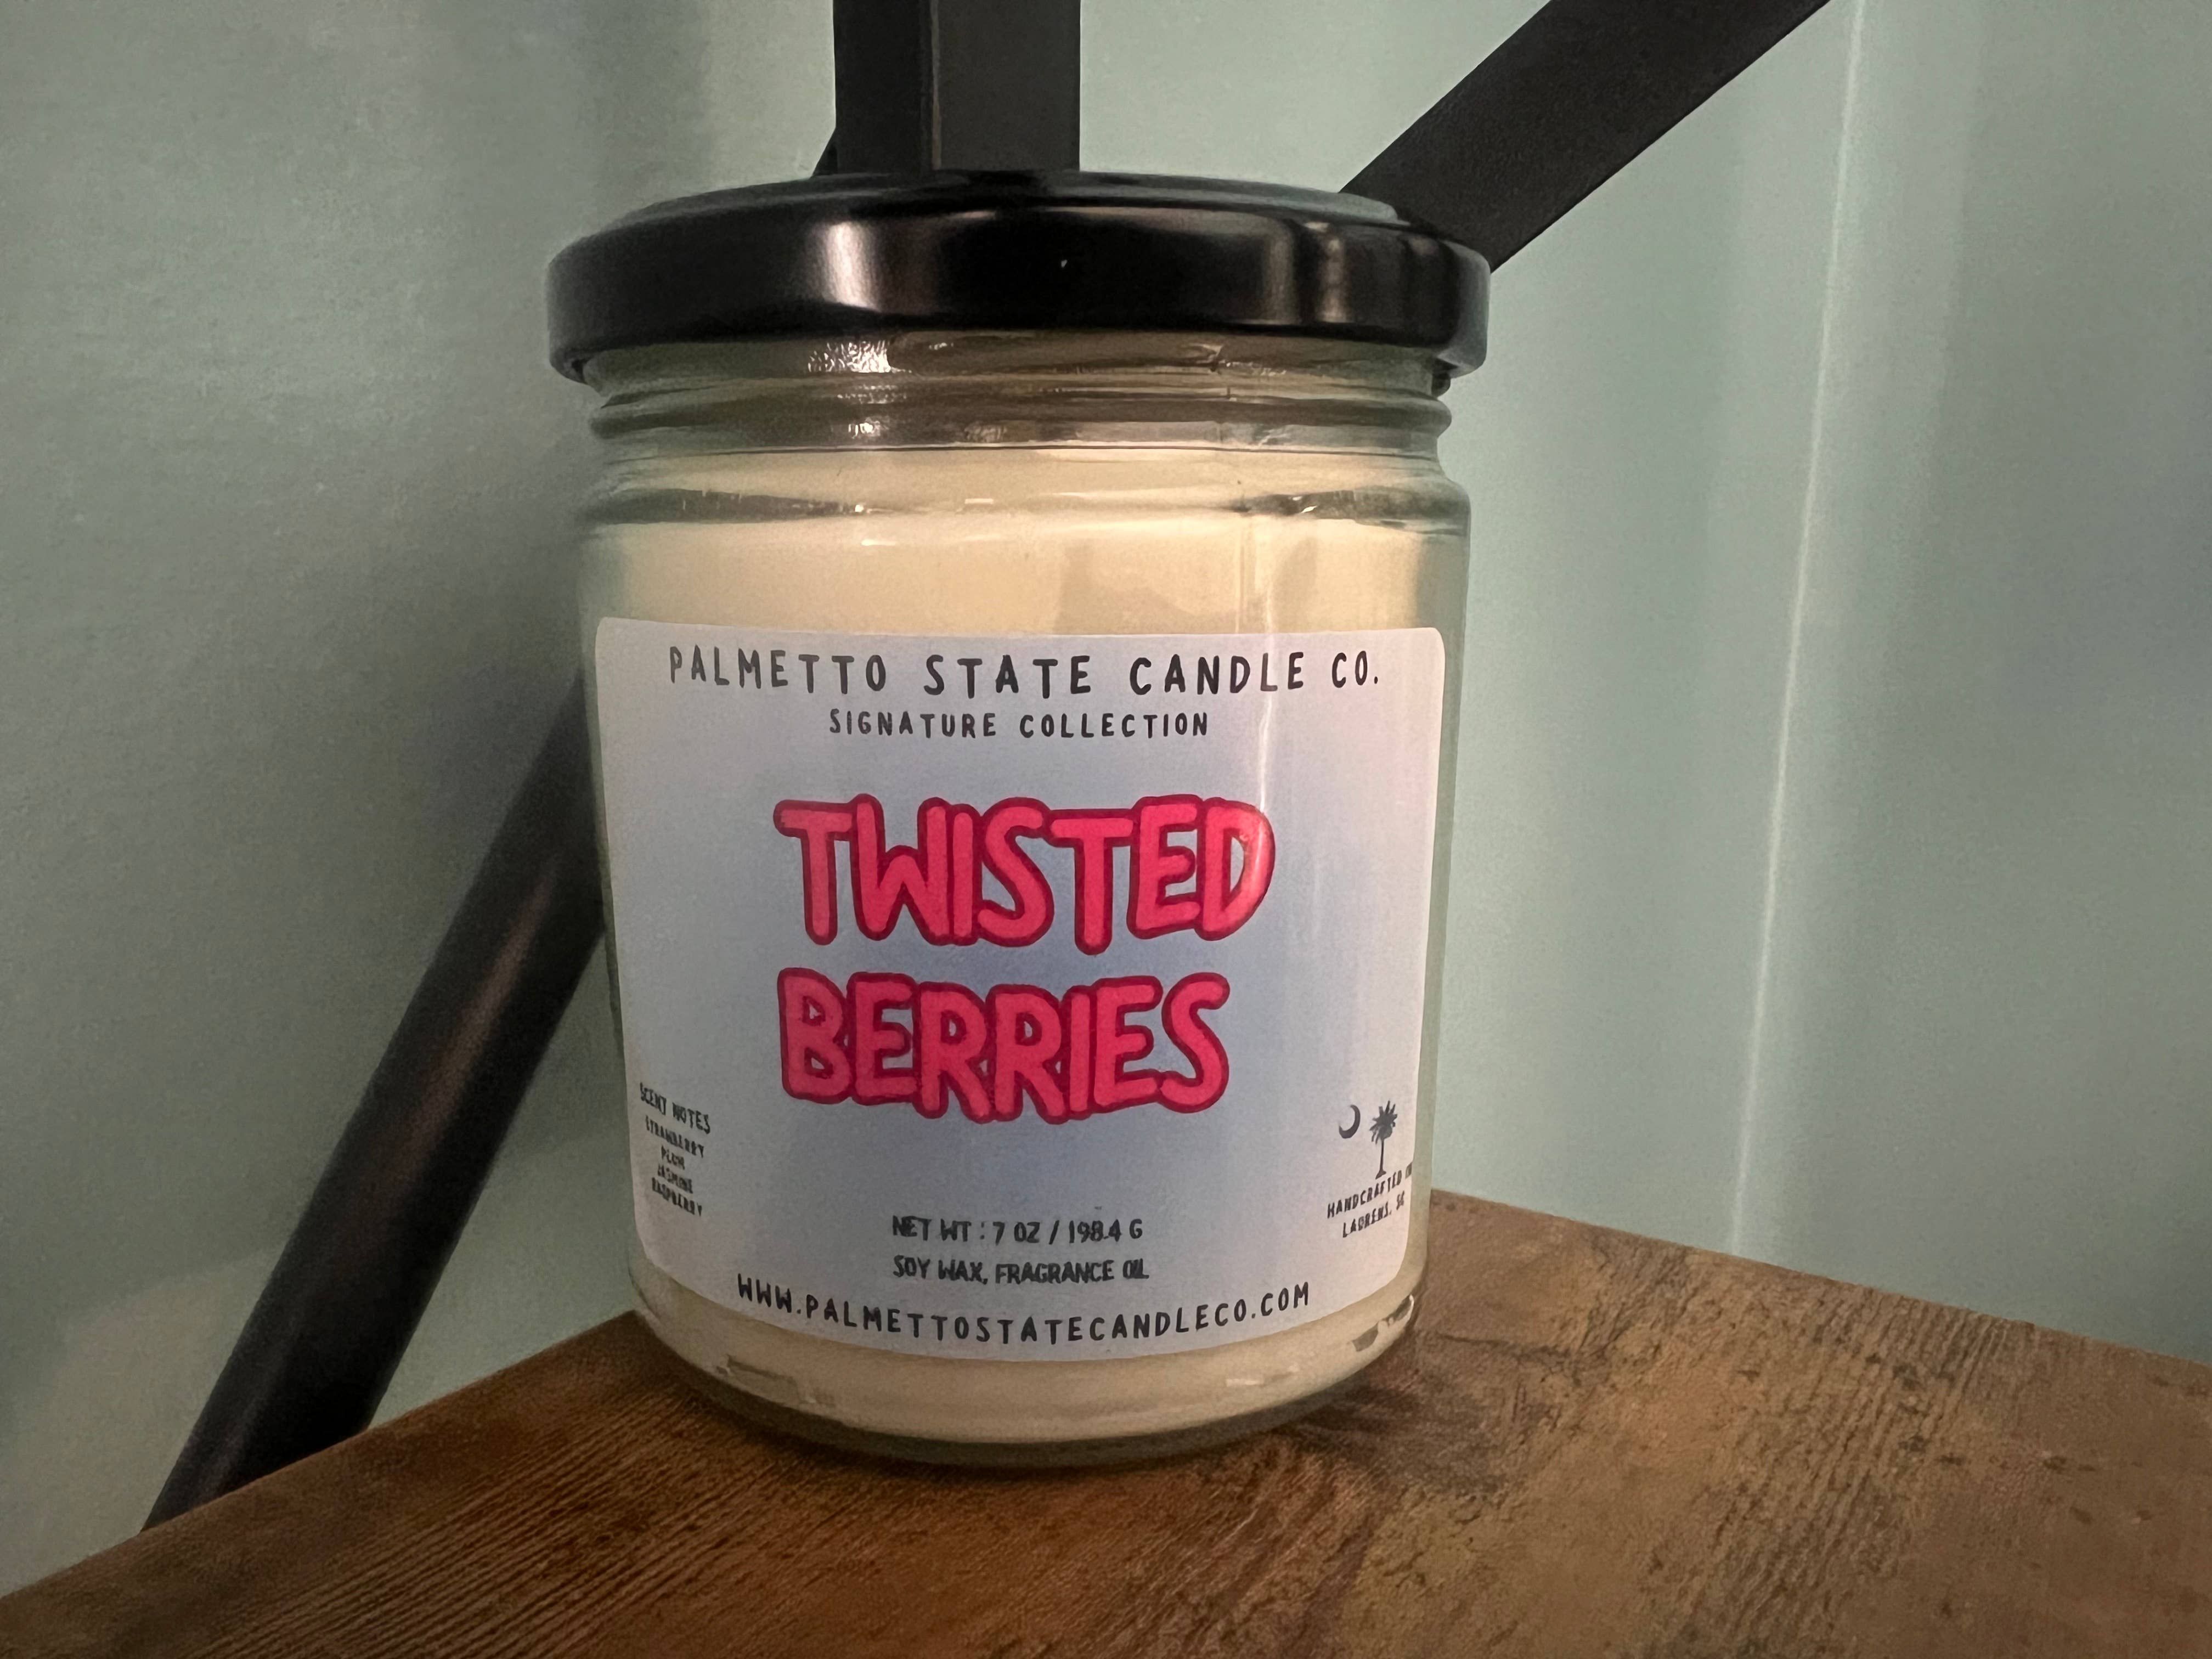 PALMETTO STATE CANDLE CO.
SIGNATURE COLLECTION
TWISTED
BERRIES
SCENT NOTES
STRAWBERRY
PLUM
JASMINE
RASPBERRY
HANDCRAFTED IN
LAURENS, SC
NET WT : 7 OZ / 198.4 G
SOY WAX, FRAGRANCE OIL
WWW.PALMETTOSTATECANDLECO.COM